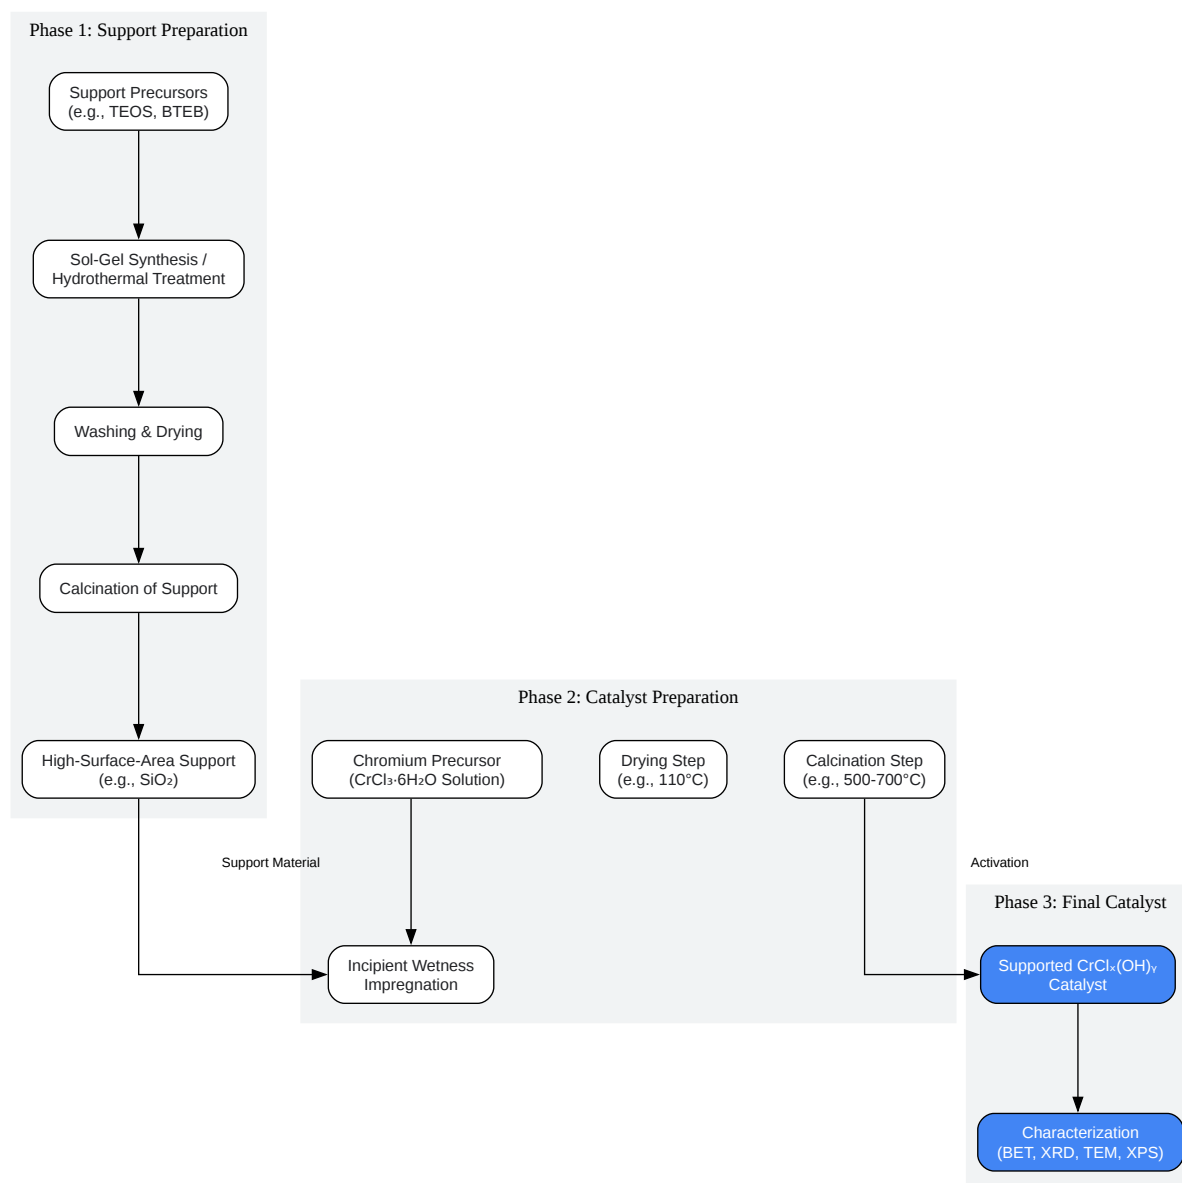 Phase 1: Support Preparation
Support Precursors
(e.g., TEOS, BTEB)
Sol-Gel Synthesis /
Hydrothermal Treatment
Washing & Drying
Calcination of Support
High-Surface-Area Support
(e.g., SiO₂)
Support Material
Phase 2: Catalyst Preparation
Chromium Precursor
(CrCl₃·6H₂O Solution)
Drying Step
(e.g., 110°C)
Calcination Step
(e.g., 500-700°C)
Incipient Wetness
Impregnation
Activation
Phase 3: Final Catalyst
Supported CrClₓ(OH)ᵧ
Catalyst
Characterization
(BET, XRD, TEM, XPS)